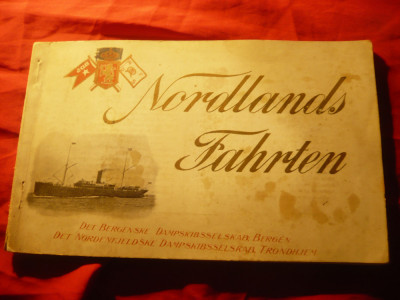 Nordlands
Fahrten
DET BERGENSKE DAMPSKIBSSELSKAB, BERGEN
DET NORDENFJELDSKE DAMPSKIBSSELSKAB, TRONDHJEM